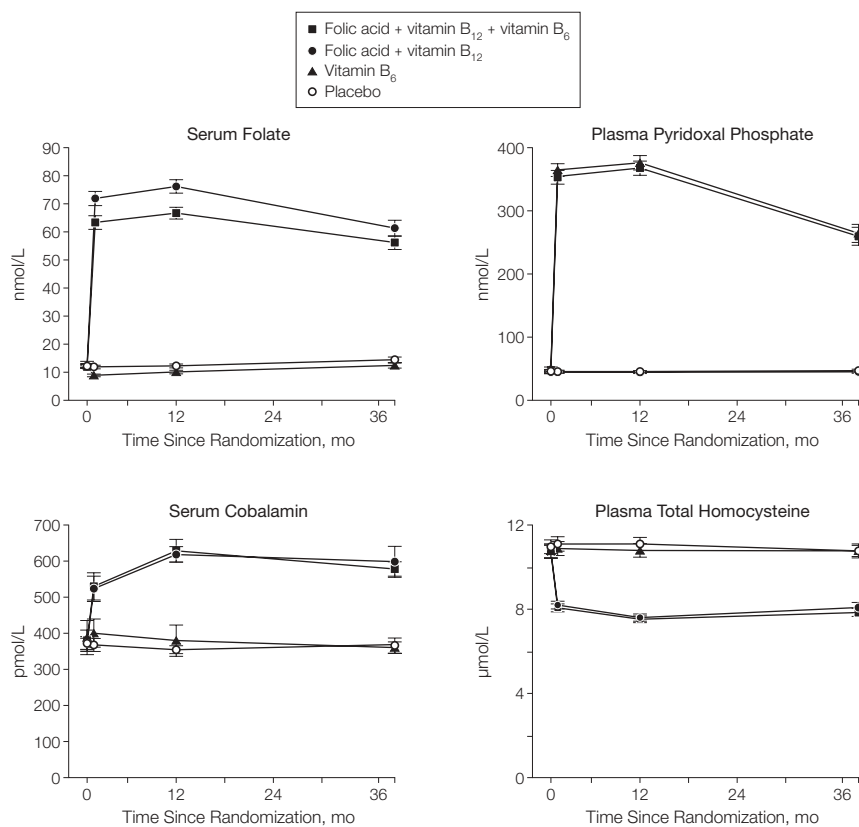 Folic acid + vitamin B12 + vitamin B6
Folic acid + vitamin B12
Vitamin B6
Placebo
Serum Folate
90
80
70
60
50
40
30
20
10
0
nmol/L
0 12 24 36
Time Since Randomization, mo
Plasma Pyridoxal Phosphate
400
300
200
100
0
nmol/L
0 12 24 36
Time Since Randomization, mo
Serum Cobalamin
700
600
500
400
300
200
100
0
pmol/L
0 12 24 36
Time Since Randomization, mo
Plasma Total Homocysteine
12
8
4
0
µmol/L
0 12 24 36
Time Since Randomization, mo